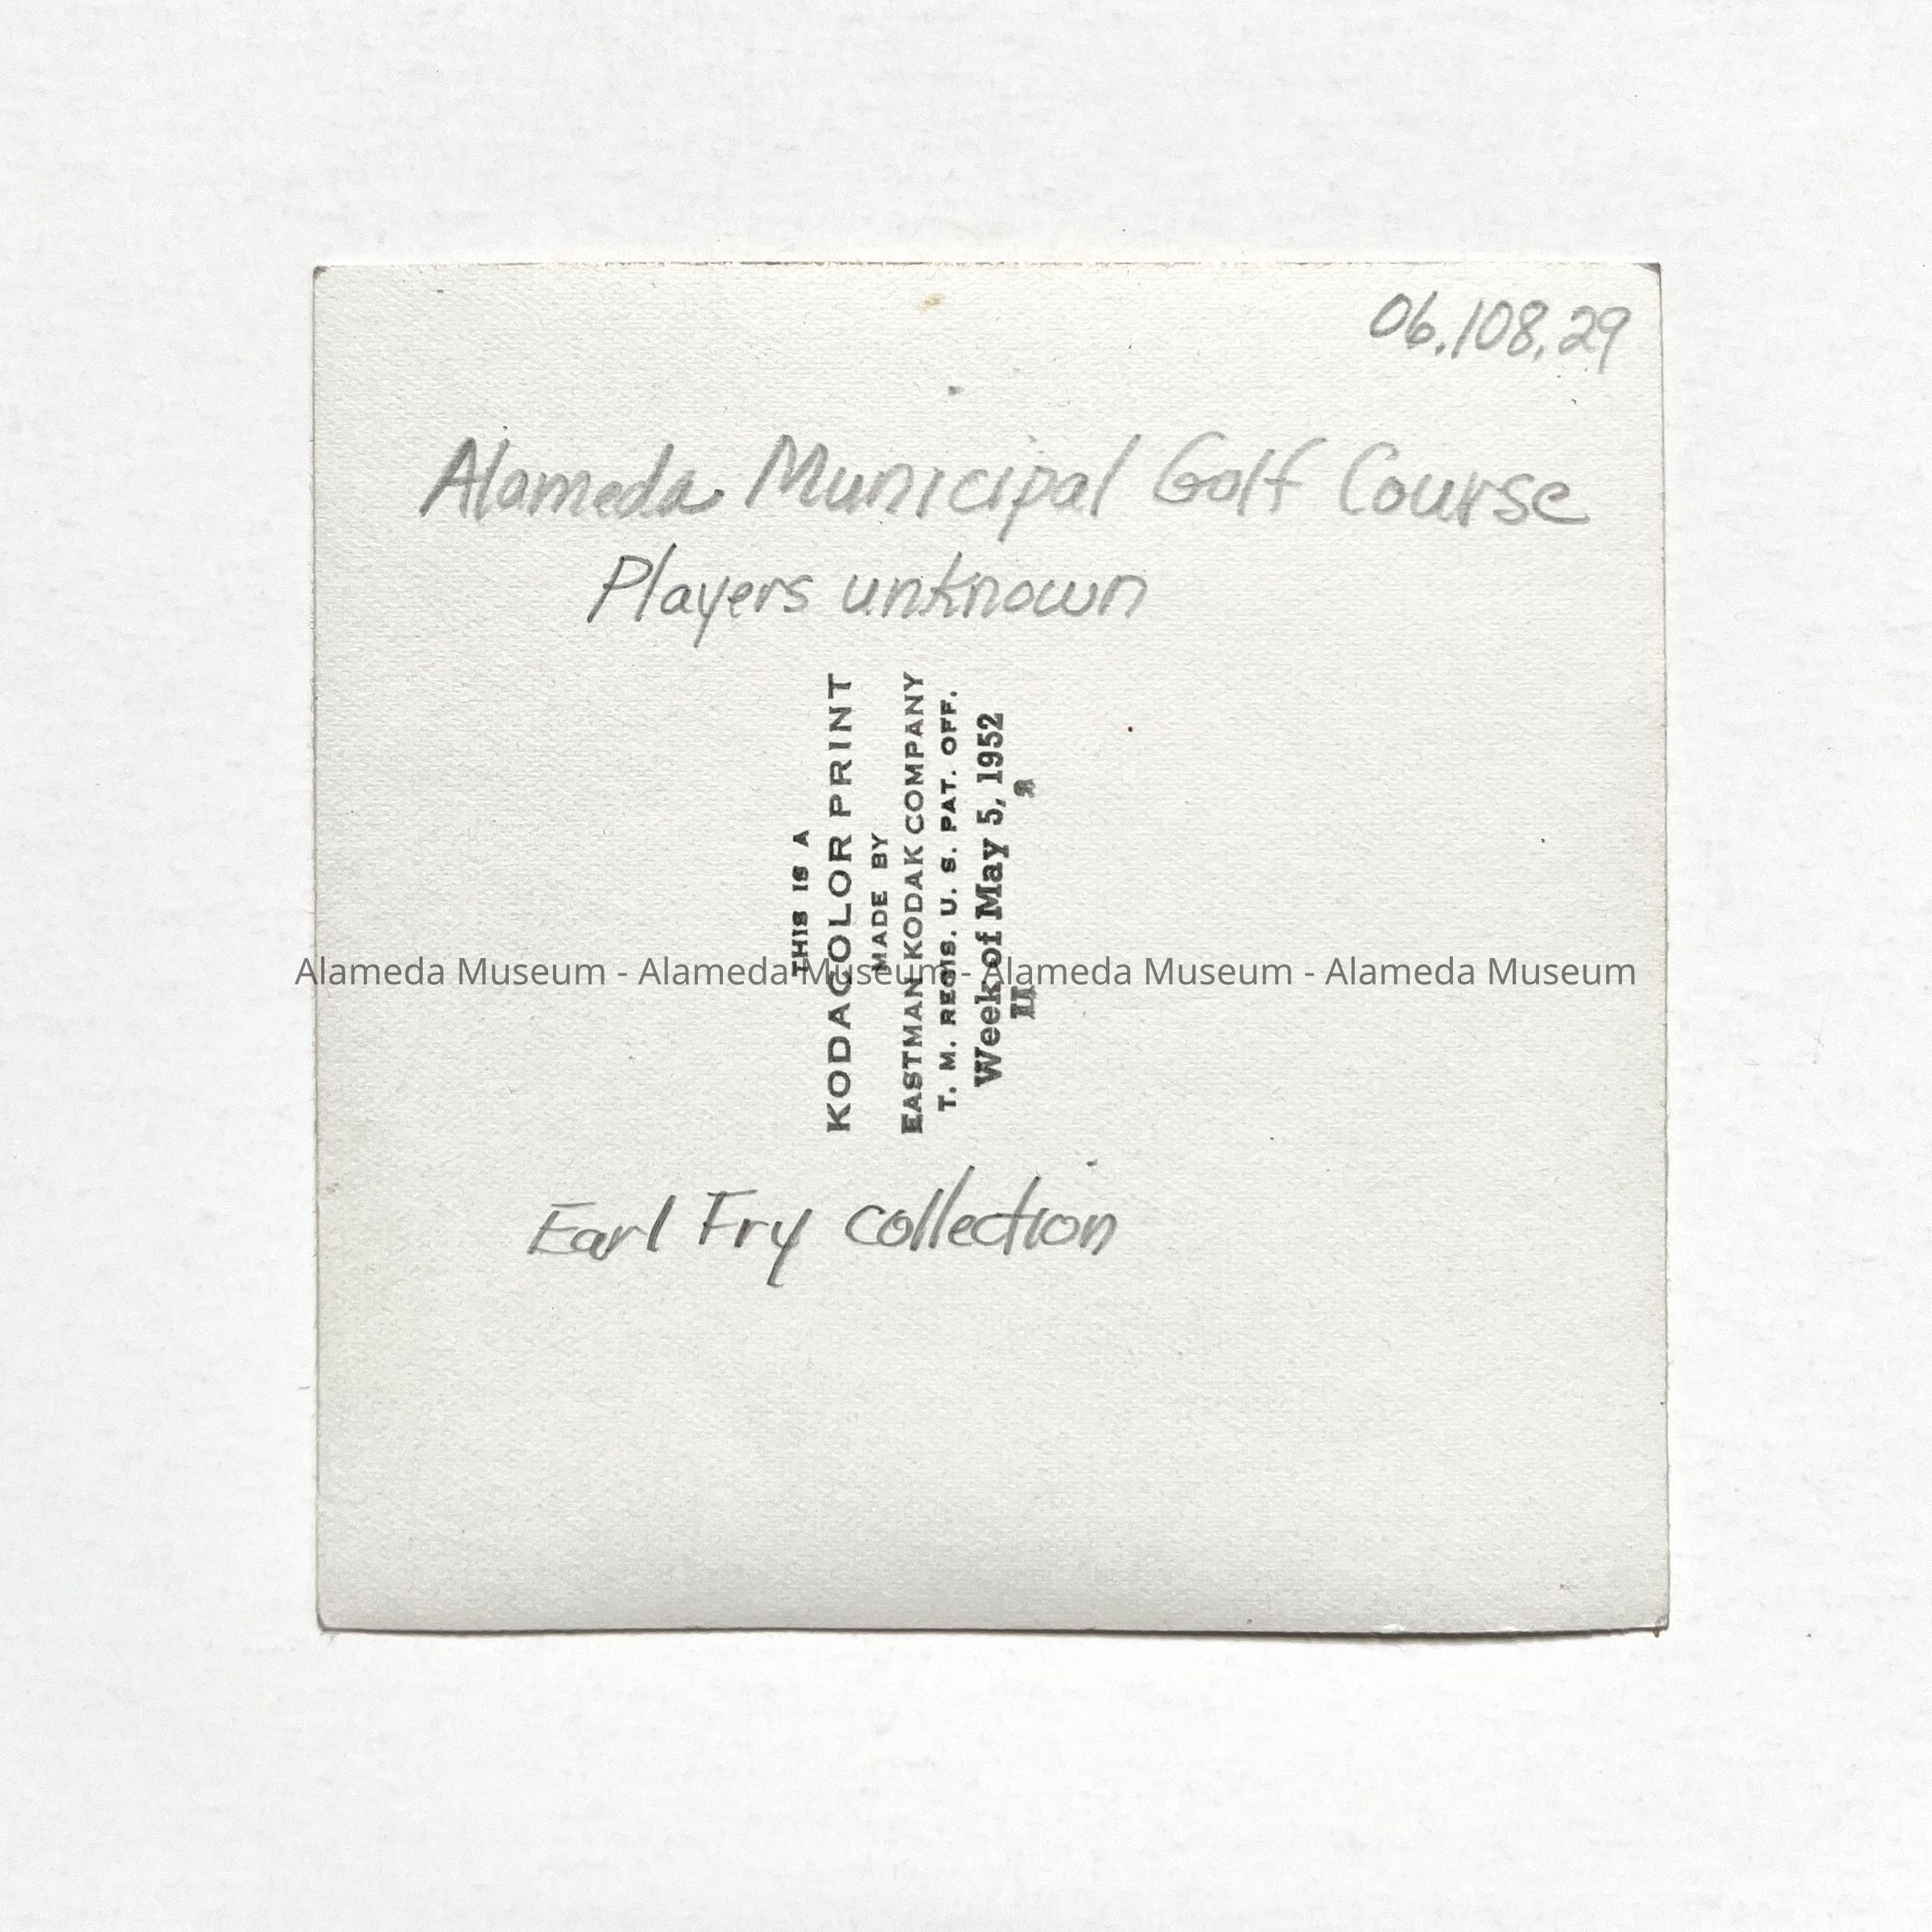 06.108.29
Alameda Municipal Golf Course
Players unknown
THIS IS A
KODACOLOR PRINT
MADE BY
EASTMAN KODAK COMPANY
T. M. REGIS. U. S. PAT. OFF.
Week of May 5, 1952
Alameda Museum - Alameda Museum - Alameda Museum - Alameda Museum
Earl Fry collection